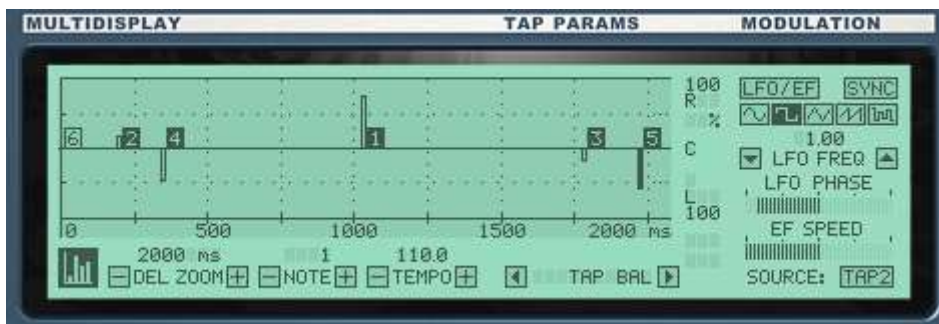 MULTIDISPLAY TAP PARAMS MODULATION
100 LFO/EF SYNC
R
%
6 2 4 1 3 5 1.00
C LFO FREQ
LFO PHASE
L
100
0 500 1000 1500 2000 ms EF SPEED
2000 ms 1 110.0
DEL ZOOM NOTE TEMPO TAP BAL SOURCE: TAP2